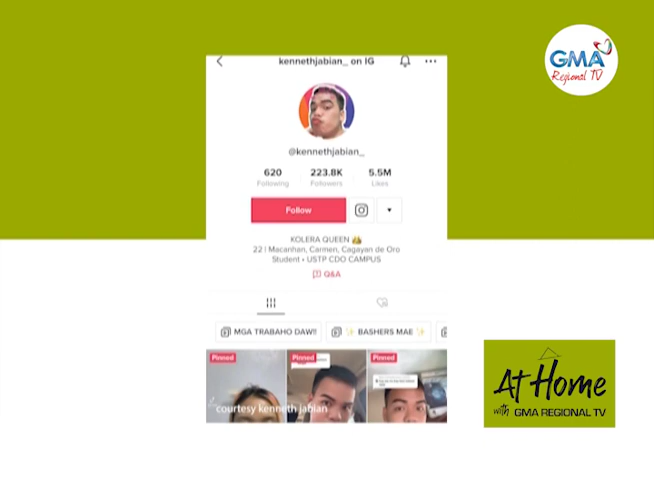 kennethjabian_ on IG
GMA
Regional TV
@kennethjabian_
620 223.8K 5.5M
Following Followers Likes
Follow
KOLERA QUEEN
22 | Macanhan, Carmen, Cagayan de Oro
Student • USTP CDO CAMPUS
Q&A
MGA TRABAHO DAW!! BASHERS MAE
Pinned Pinned Pinned
courtesy kenneth jabian
At Home
with GMA REGIONAL TV